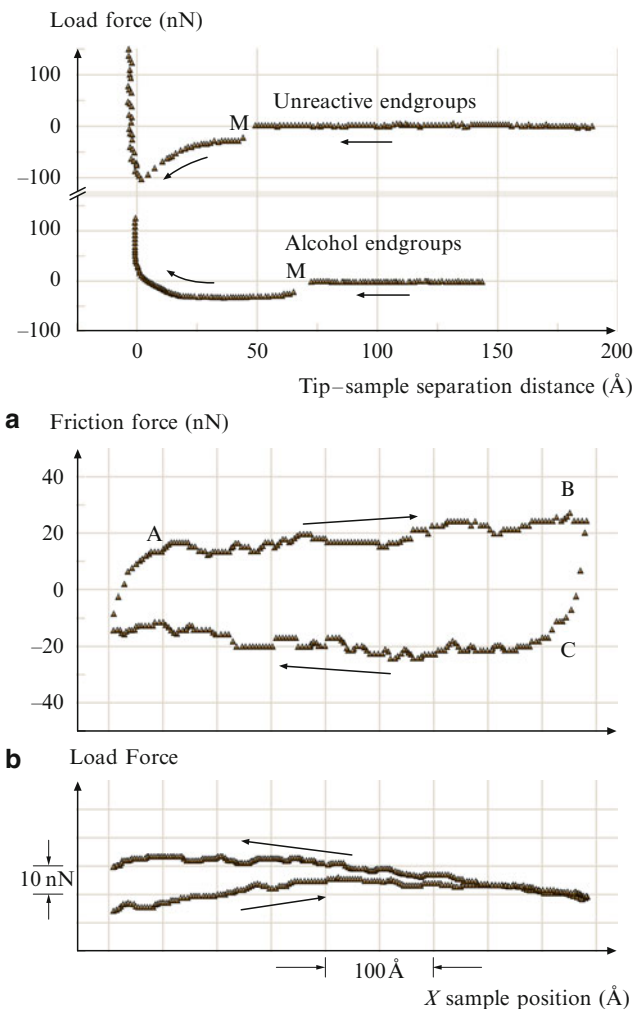 Load force (nN)
100
0
–100
M
Unreactive endgroups
100
0
–100
M
Alcohol endgroups
0 50 100 150 200
Tip–sample separation distance (Å)
a Friction force (nN)
40
20
0
–20
–40
A
B
C
b Load Force
10 nN
100 Å
X sample position (Å)